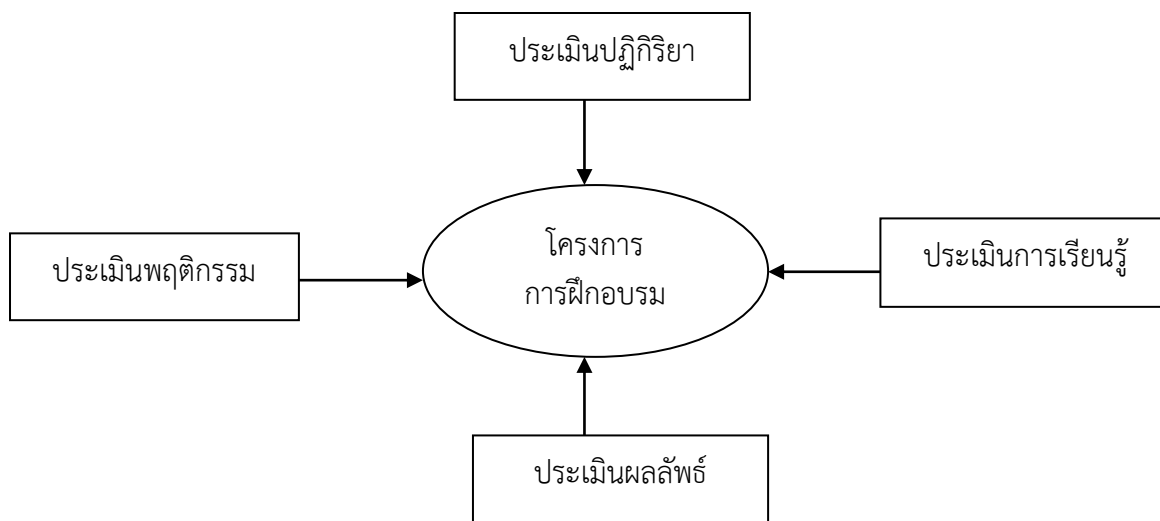 ประเมินปฏิกิริยา
โครงการ
การฝึกอบรม
ประเมินพฤติกรรม
ประเมินการเรียนรู้
ประเมินผลลัพธ์